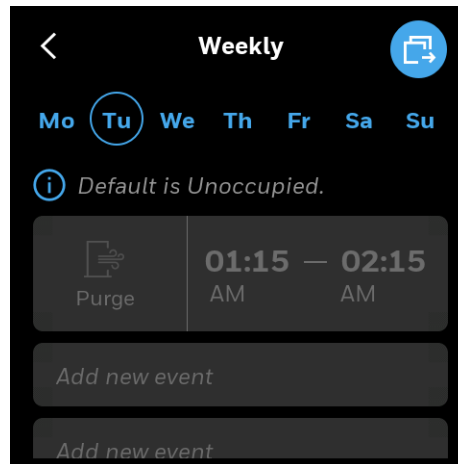 Weekly
Mo Tu We Th Fr Sa Su
i Default is Unoccupied.
01:15 — 02:15
Purge AM AM
Add new event
Add new event